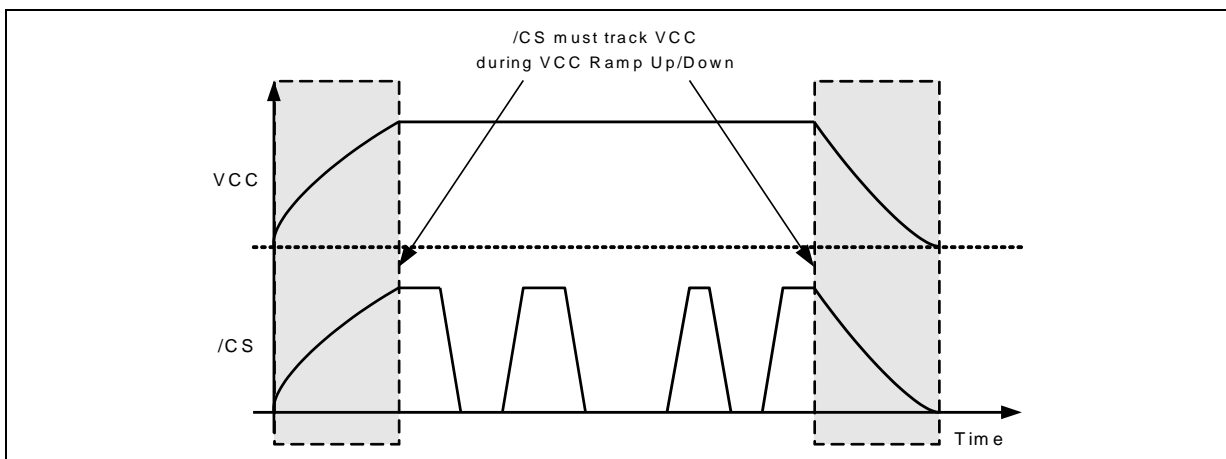 /CS must track VCC
during VCC Ramp Up/Down
VCC
/CS
Time